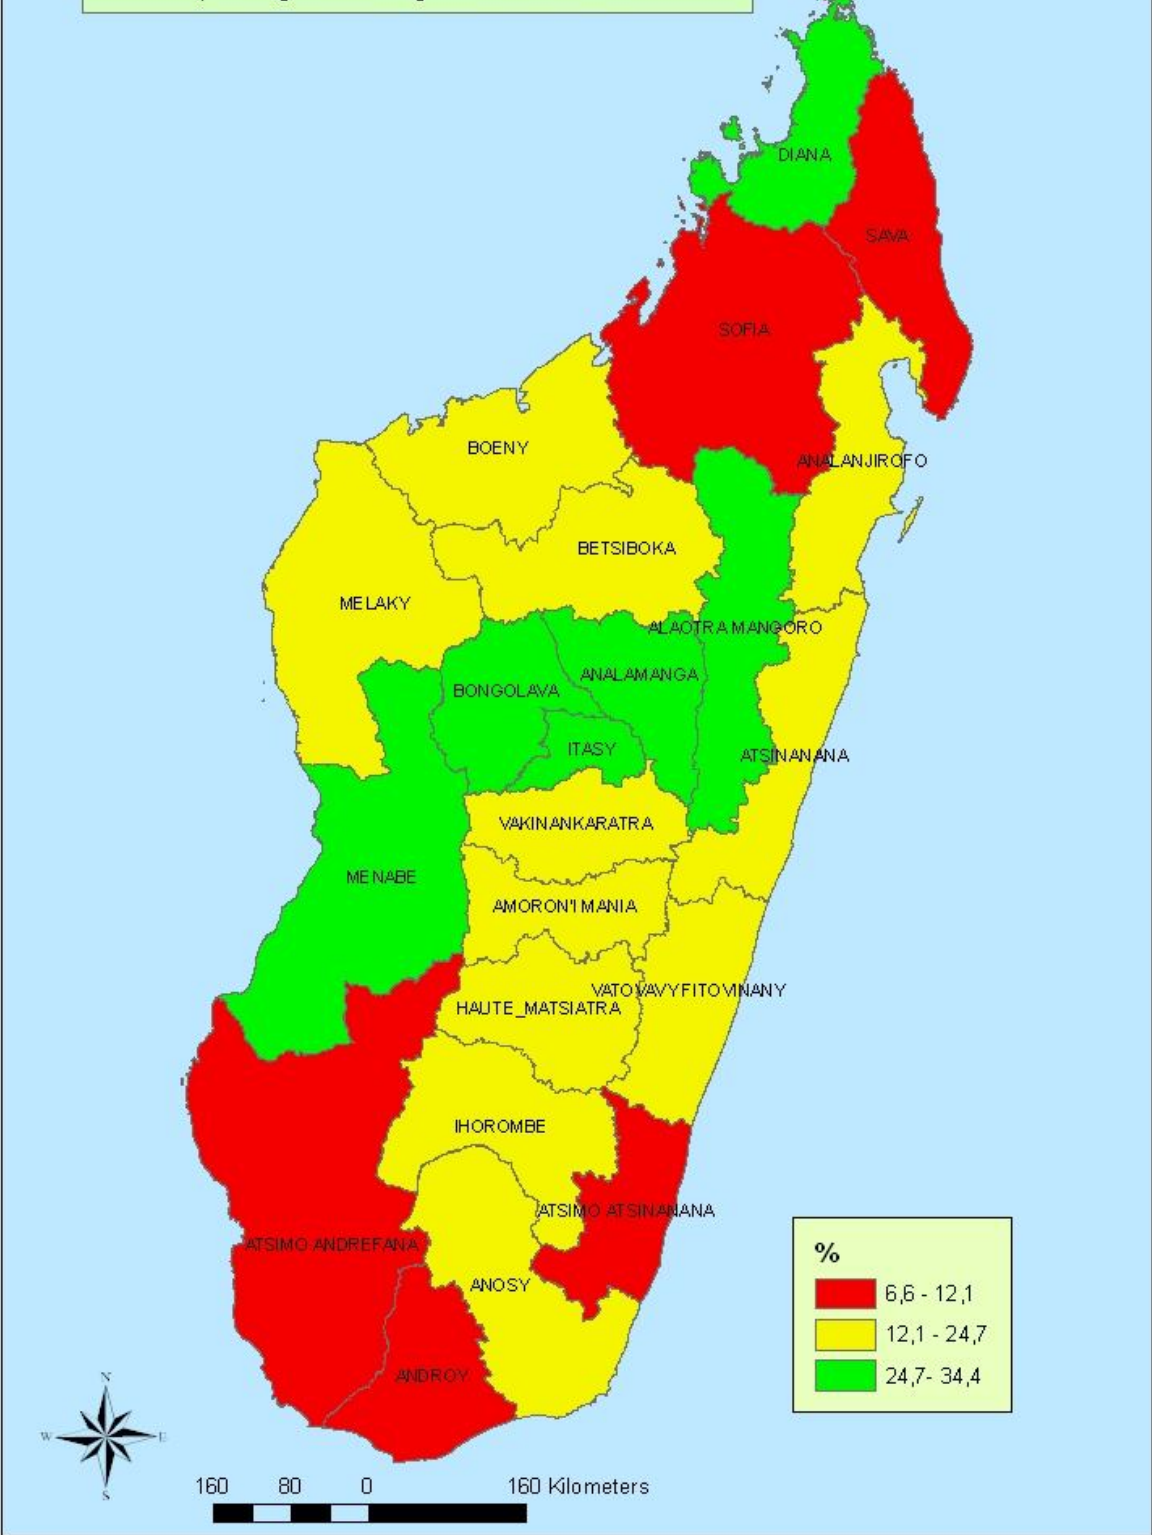 DIANA
SAVA
SOFIA
BOENY
ANALANJIROFO
BETSIBOKA
MELAKY
ALAOTRA MANGORO
ANALAMANGA
BONGOLAVA
ITASY
ATSINANANA
VAKINANKARATRA
MENABE
AMORON'I MANIA
VATOVAVYFITOVINANY
HAUTE_MATSIATRA
IHOROMBE
ATSIMO ATSINANANA
ATSIMO ANDREFANA
ANOSY
ANDROY
%
6,6 - 12,1
12,1 - 24,7
24,7- 34,4
N
W E
S
160 80 0 160 Kilometers